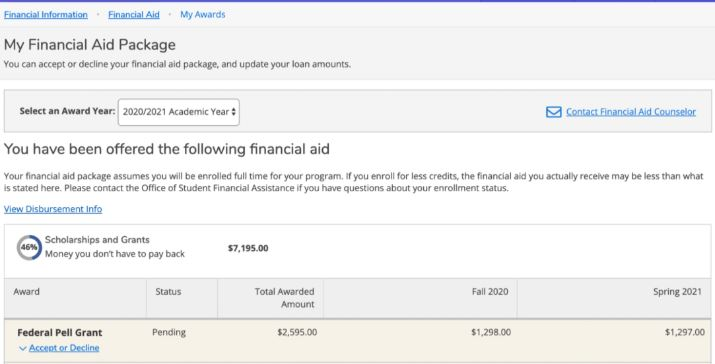 Financial Information · Financial Aid · My Awards
My Financial Aid Package
You can accept or decline your financial aid package, and update your loan amounts.
Select an Award Year: 2020/2021 Academic Year Contact Financial Aid Counselor
You have been offered the following financial aid
Your financial aid package assumes you will be enrolled full time for your program. If you enroll for less credits, the financial aid you actually receive may be less than what
is stated here. Please contact the Office of Student Financial Assistance if you have questions about your enrollment status.
View Disbursement Info
46% Scholarships and Grants
Money you don't have to pay back $7,195.00
Award Status Total Awarded Amount Fall 2020 Spring 2021
Federal Pell Grant Pending $2,595.00 $1,298.00 $1,297.00
Accept or Decline